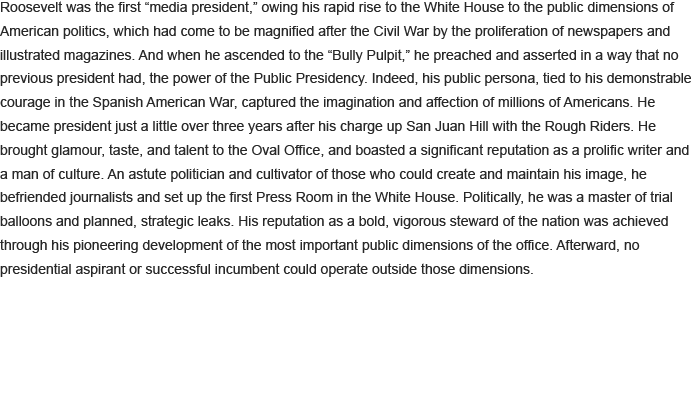 Roosevelt was the first “media president,” owing his rapid rise to the White House to the public dimensions of
American politics, which had come to be magnified after the Civil War by the proliferation of newspapers and
illustrated magazines. And when he ascended to the “Bully Pulpit,” he preached and asserted in a way that no
previous president had, the power of the Public Presidency. Indeed, his public persona, tied to his demonstrable
courage in the Spanish American War, captured the imagination and affection of millions of Americans. He
became president just a little over three years after his charge up San Juan Hill with the Rough Riders. He
brought glamour, taste, and talent to the Oval Office, and boasted a significant reputation as a prolific writer and
a man of culture. An astute politician and cultivator of those who could create and maintain his image, he
befriended journalists and set up the first Press Room in the White House. Politically, he was a master of trial
balloons and planned, strategic leaks. His reputation as a bold, vigorous steward of the nation was achieved
through his pioneering development of the most important public dimensions of the office. Afterward, no
presidential aspirant or successful incumbent could operate outside those dimensions.